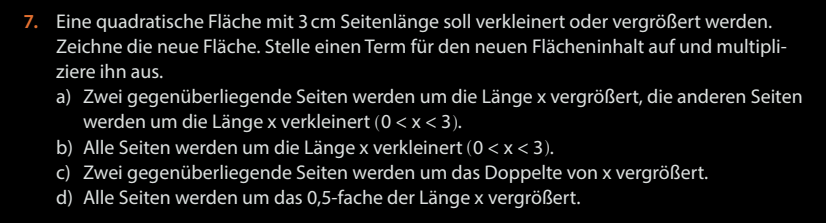 7. Eine quadratische Fläche mit 3 cm Seitenlänge soll verkleinert oder vergrößert werden.
Zeichne die neue Fläche. Stelle einen Term für den neuen Flächeninhalt auf und multipli-
ziere ihn aus.
a) Zwei gegenüberliegende Seiten werden um die Länge x vergrößert, die anderen Seiten
werden um die Länge x verkleinert (0 < x < 3).
b) Alle Seiten werden um die Länge x verkleinert (0 < x < 3).
c) Zwei gegenüberliegende Seiten werden um das Doppelte von x vergrößert.
d) Alle Seiten werden um das 0,5-fache der Länge x vergrößert.